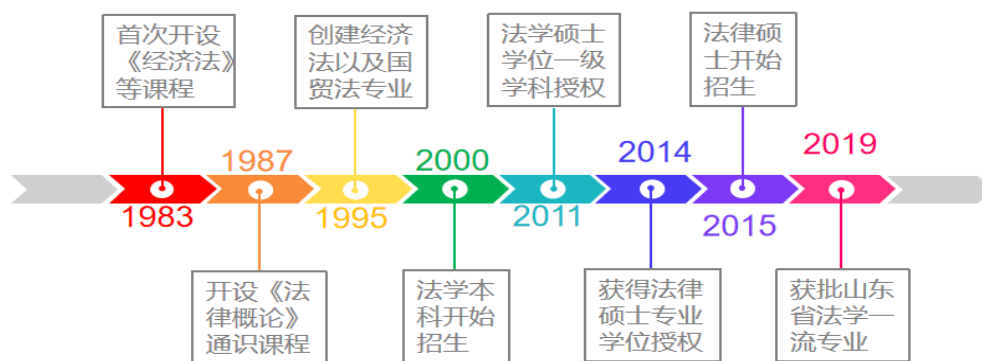 首次开设
《经济法》
等课程
创建经济
法以及国
贸法专业
法学硕士
学位一级
学科授权
法律硕
士开始
招生
1987
2000
2014
2019
1983
1995
2011
2015
开设《法
律概论》
通识课程
法学本
科开始
招生
获得法律
硕士专业
学位授权
获批山东
省法学一
流专业